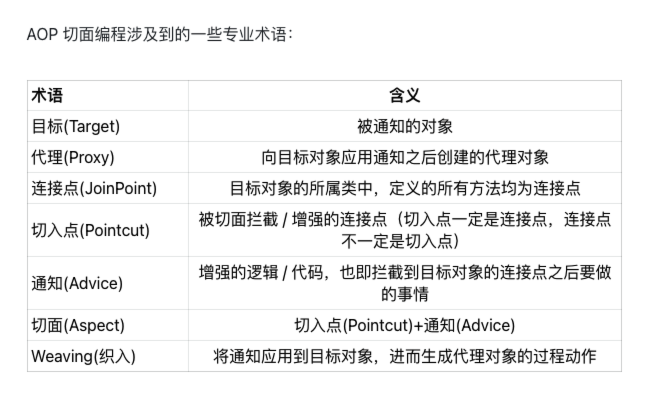 AOP 切面编程涉及到的一些专业术语：
术语 含义
目标(Target) 被通知的对象
代理(Proxy) 向目标对象应用通知之后创建的代理对象
连接点(JoinPoint) 目标对象的所属类中，定义的所有方法均为连接点
切入点(Pointcut) 被切面拦截 / 增强的连接点（切入点一定是连接点，连接点
不一定是切入点）
通知(Advice) 增强的逻辑 / 代码，也即拦截到目标对象的连接点之后要做
的事情
切面(Aspect) 切入点(Pointcut)+通知(Advice)
Weaving(织入) 将通知应用到目标对象，进而生成代理对象的过程动作